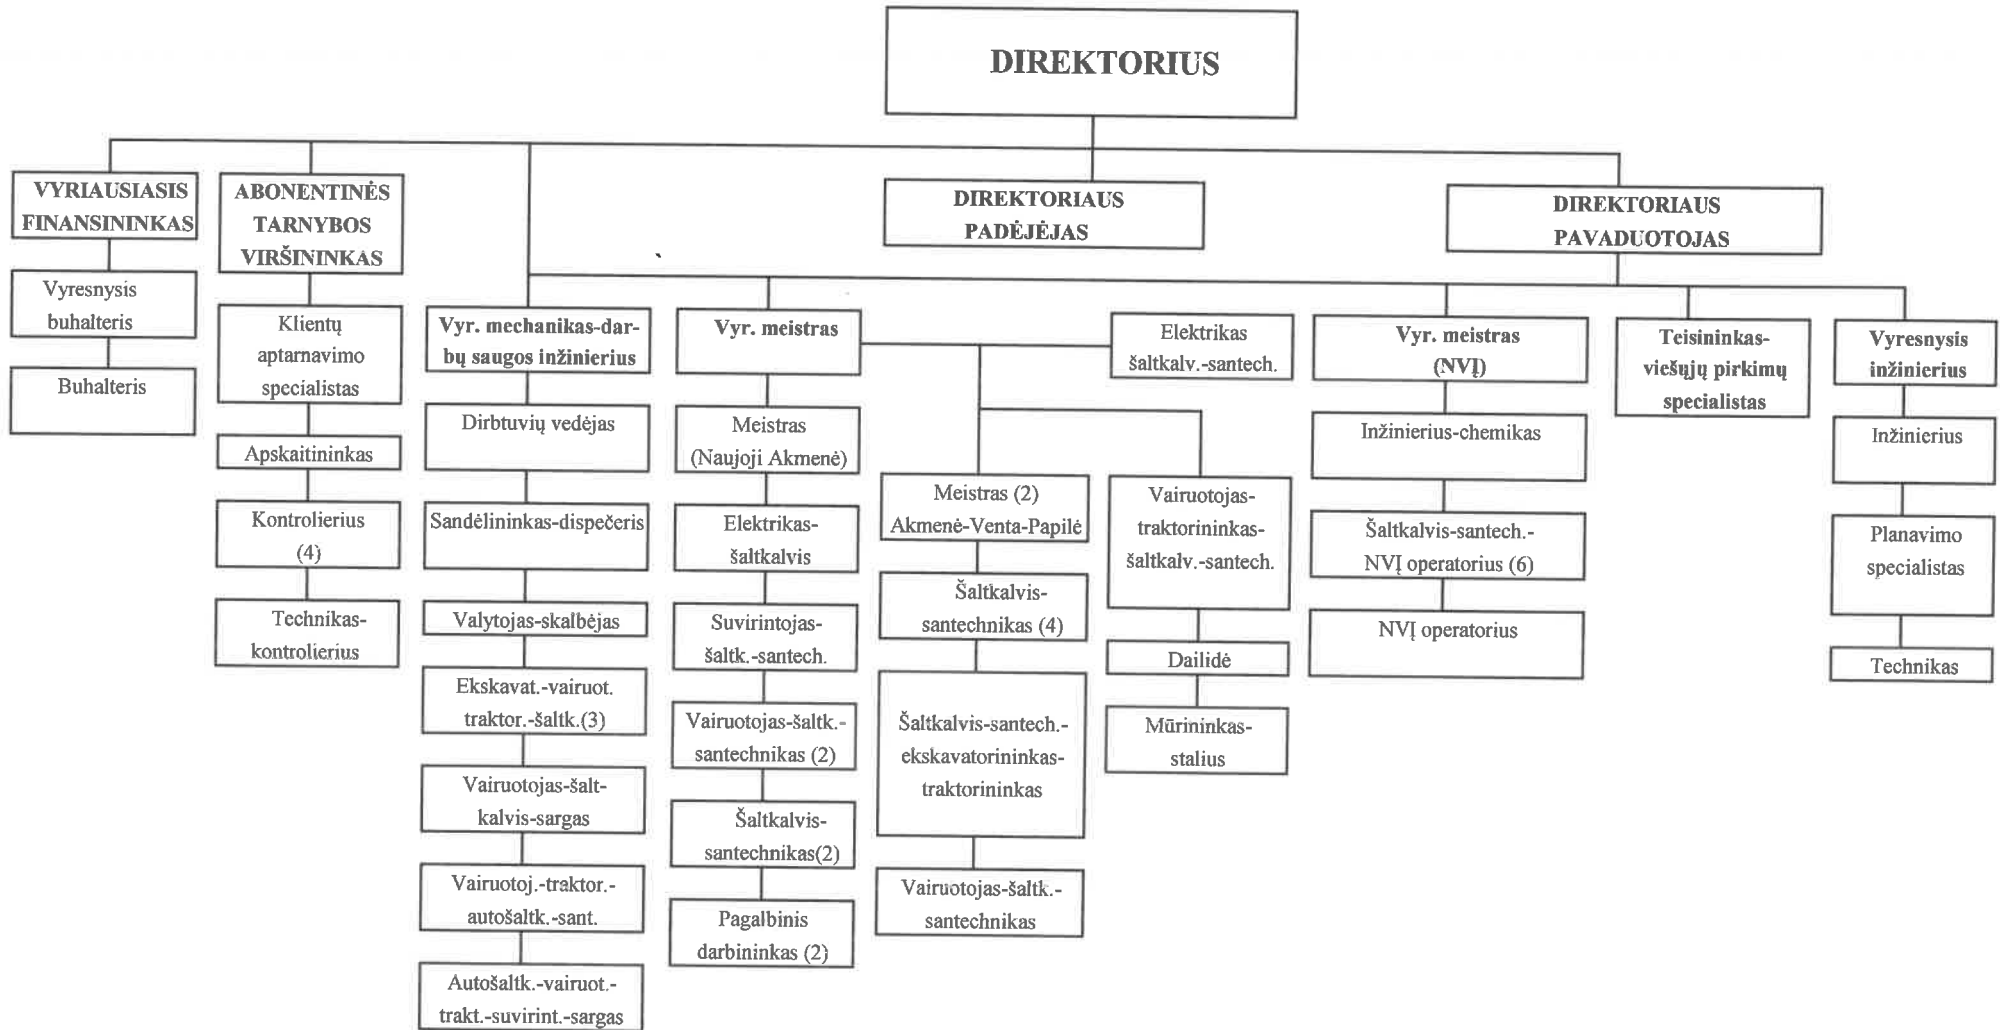 DIREKTORIUS
VYRIAUSIASIS
FINANSININKAS
ABONENTINĖS
TARNYBOS
VIRŠININKAS
DIREKTORIAUS
PADĖJĖJAS
DIREKTORIAUS
PAVADUOTOJAS
Vyresnysis
buhalteris
Buhalteris
Klientų
aptarnavimo
specialistas
Apskaitininkas
Kontrolierius
(4)
Technikas-
kontrolierius
Vyr. mechanikas-dar-
bų saugos inžinierius
Dirbtuvių vedėjas
Sandėlininkas-dispečeris
Valytojas-skalbėjas
Ekskavat.-vairuot.
traktor.-šaltk.(3)
Vairuotojas-šalt-
kalvis-sargas
Vairuotoj.-traktor.-
autošaltk.-sant.
Autošaltk.-vairuot.-
trakt.-suvirint.-sargas
Vyr. meistras
Meistras
(Naujoji Akmenė)
Elektrikas-
šaltkalvis
Suvirintojas-
šaltk.-santech.
Vairuotojas-šaltk.-
santechnikas (2)
Šaltkalvis-
santechnikas(2)
Pagalbinis
darbininkas (2)
Elektrikas
šaltkalv.-santech.
Meistras (2)
Akmenė-Venta-Papilė
Šaltkalvis-
santechnikas (4)
Šaltkalvis-santech.-
ekskavatorininkas-
traktorininkas
Vairuotojas-šaltk.-
santechnikas
Vairuotojas-
traktorininkas-
šaltkalv.-santech.
Dailidė
Mūrininkas-
stalius
Vyr. meistras
(NVĮ)
Inžinierius-chemikas
Šaltkalvis-santech.-
NVĮ operatorius (6)
NVĮ operatorius
Teisininkas-
viešųjų pirkimų
specialistas
Vyresnysis
inžinierius
Inžinierius
Planavimo
specialistas
Technikas